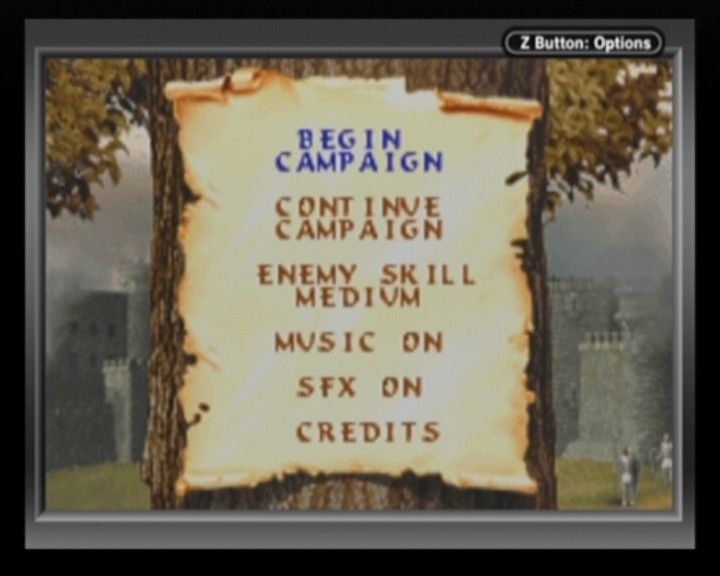 Z Button: Options
BEGIN
CAMPAIGN
CONTINUE
CAMPAIGN
ENEMY SKILL
MEDIUM
MUSIC ON
SFX ON
CREDITS